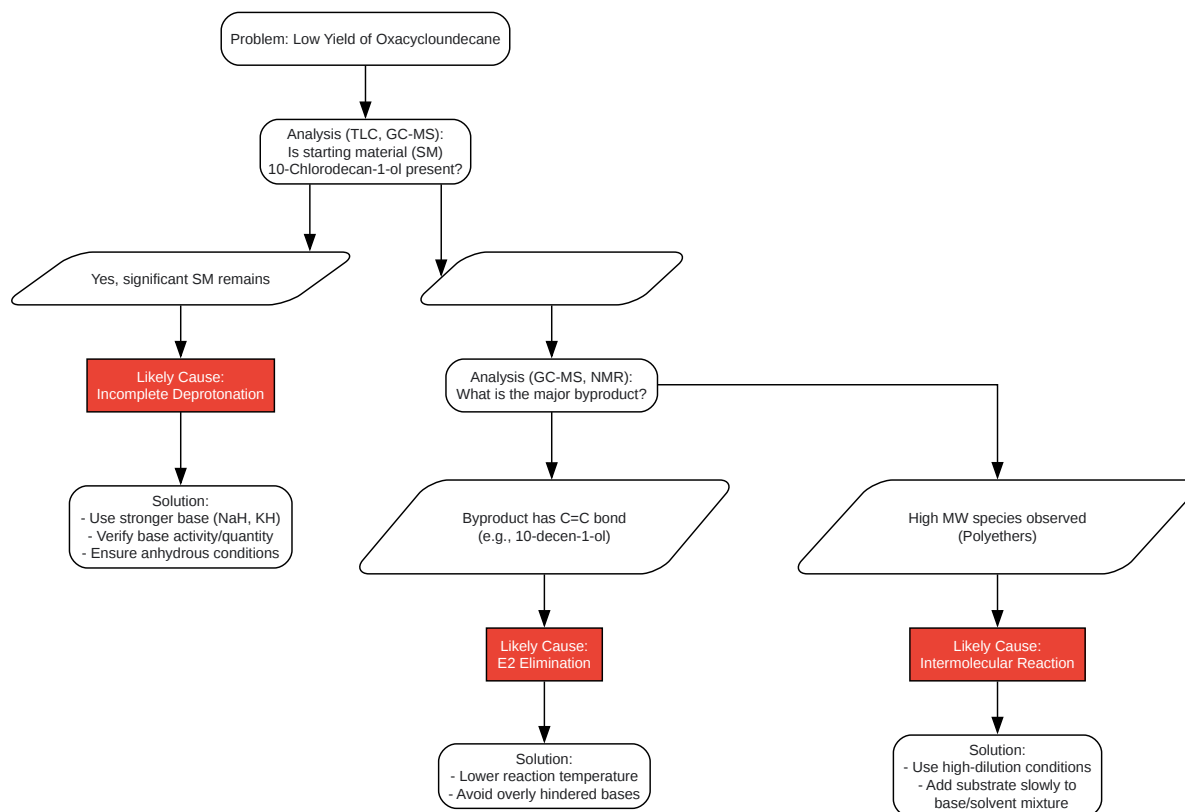 Problem: Low Yield of Oxacycloundecane
Analysis (TLC, GC-MS):
Is starting material (SM)
10-Chlorodecan-1-ol present?
Yes, significant SM remains
Likely Cause:
Incomplete Deprotonation
Analysis (GC-MS, NMR):
What is the major byproduct?
Solution:
- Use stronger base (NaH, KH)
- Verify base activity/quantity
- Ensure anhydrous conditions
Byproduct has C=C bond
(e.g., 10-decen-1-ol)
High MW species observed
(Polyethers)
Likely Cause:
E2 Elimination
Likely Cause:
Intermolecular Reaction
Solution:
- Lower reaction temperature
- Avoid overly hindered bases
Solution:
- Use high-dilution conditions
- Add substrate slowly to
base/solvent mixture